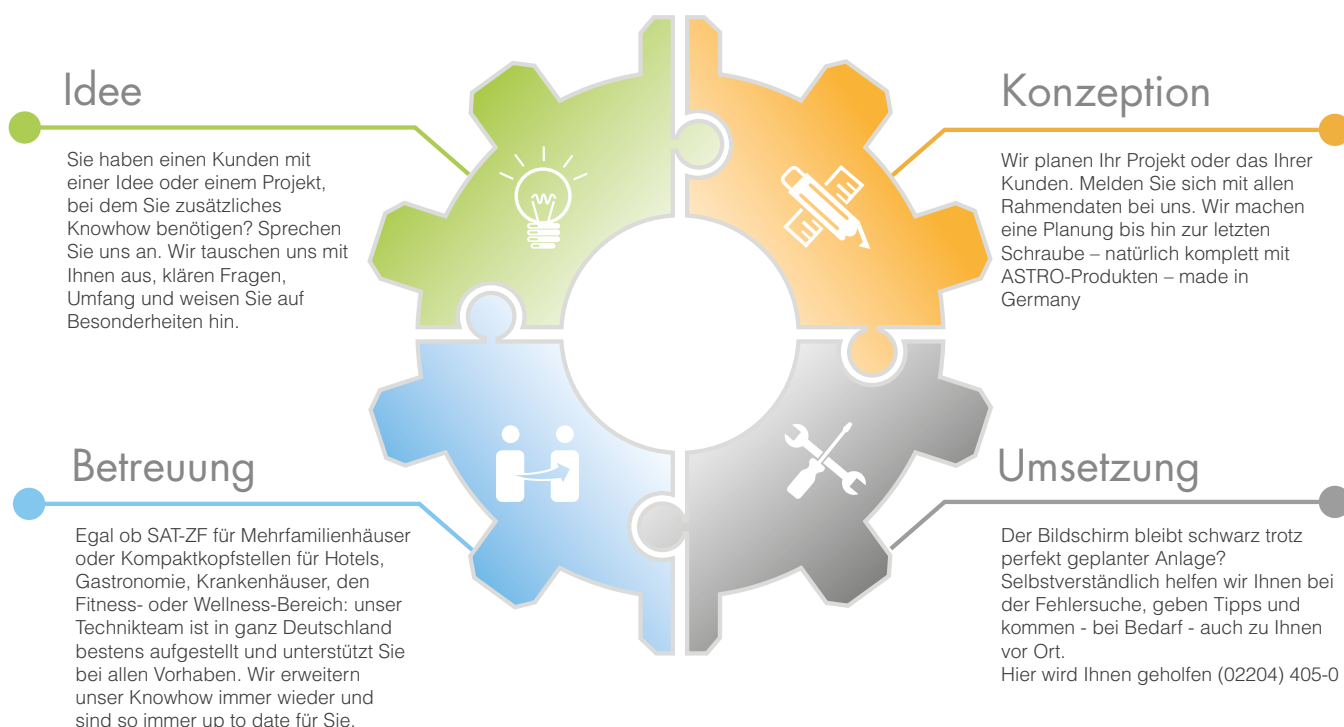 Idee
Sie haben einen Kunden mit
einer Idee oder einem Projekt,
bei dem Sie zusätzliches
Knowhow benötigen? Sprechen
Sie uns an. Wir tauschen uns mit
Ihnen aus, klären Fragen,
Umfang und weisen Sie auf
Besonderheiten hin.
Konzeption
Wir planen Ihr Projekt oder das Ihrer
Kunden. Melden Sie sich mit allen
Rahmendaten bei uns. Wir machen
eine Planung bis hin zur letzten
Schraube – natürlich komplett mit
ASTRO-Produkten – made in
Germany
Betreuung
Egal ob SAT-ZF für Mehrfamilienhäuser
oder Kompaktkopfstellen für Hotels,
Gastronomie, Krankenhäuser, den
Fitness- oder Wellness-Bereich: unser
Technikteam ist in ganz Deutschland
bestens aufgestellt und unterstützt Sie
bei allen Vorhaben. Wir erweitern
unser Knowhow immer wieder und
sind so immer up to date für Sie.
Umsetzung
Der Bildschirm bleibt schwarz trotz
perfekt geplanter Anlage?
Selbstverständlich helfen wir Ihnen bei
der Fehlersuche, geben Tipps und
kommen - bei Bedarf - auch zu Ihnen
vor Ort.
Hier wird Ihnen geholfen (02204) 405-0